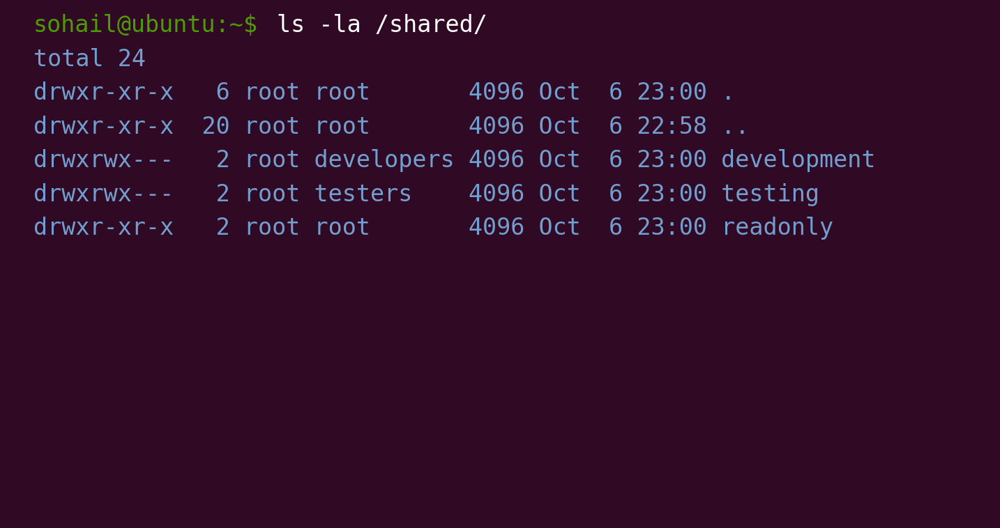 sohail@ubuntu:~$ ls -la /shared/
total 24
drwxr-xr-x   6 root root       4096 Oct  6 23:00 .
drwxr-xr-x  20 root root       4096 Oct  6 22:58 ..
drwxrwx---   2 root developers 4096 Oct  6 23:00 development
drwxrwx---   2 root testers    4096 Oct  6 23:00 testing
drwxr-xr-x   2 root root       4096 Oct  6 23:00 readonly